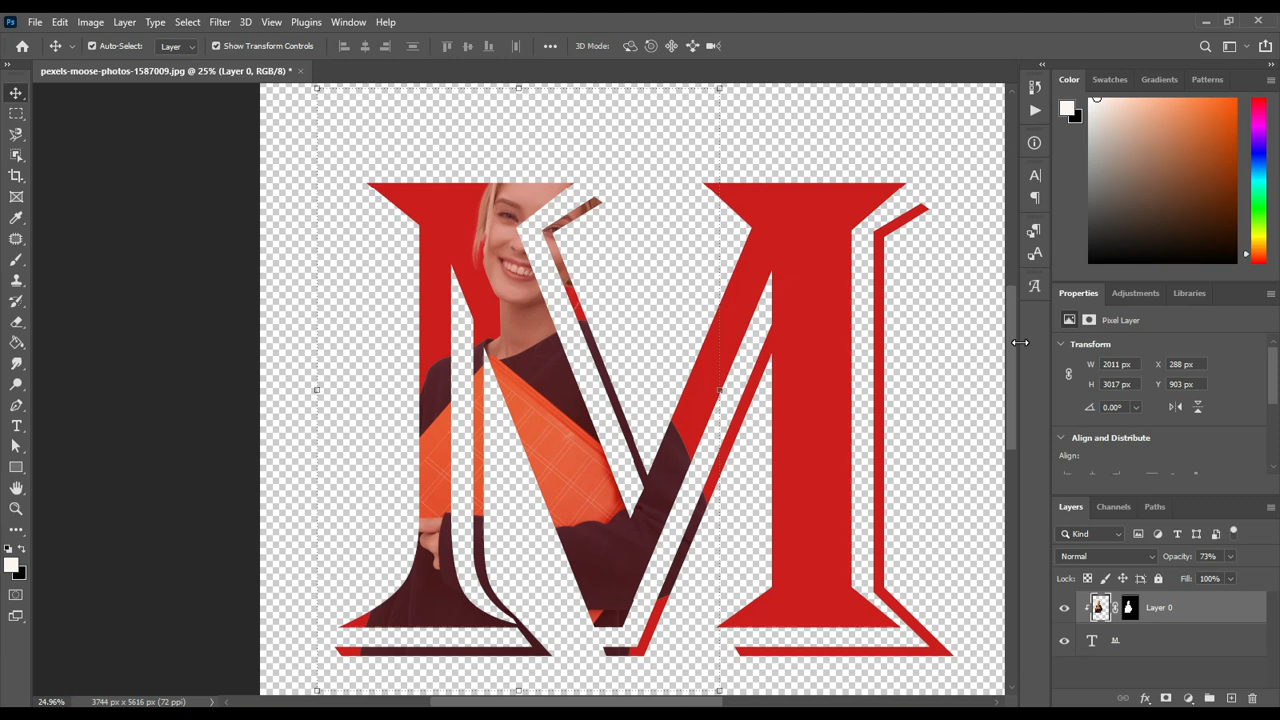 Ps File Edit Image Layer Type Select Filter 3D View Plugins Window Help
Auto-Select: Layer Show Transform Controls 3D Mode:
pexels-moose-photos-1587009.jpg @ 25% (Layer 0, RGB/8) *
Color Swatches Gradients Patterns
M
Properties Adjustments Libraries
Pixel Layer
Transform
W 2011 px X 288 px
H 3017 px Y 903 px
0.00°
Align and Distribute
Align:
Layers Channels Paths
Kind
Normal Opacity: 73%
Lock: Fill: 100%
Layer 0
T M
24.96% 3744 px x 5616 px (72 ppi)